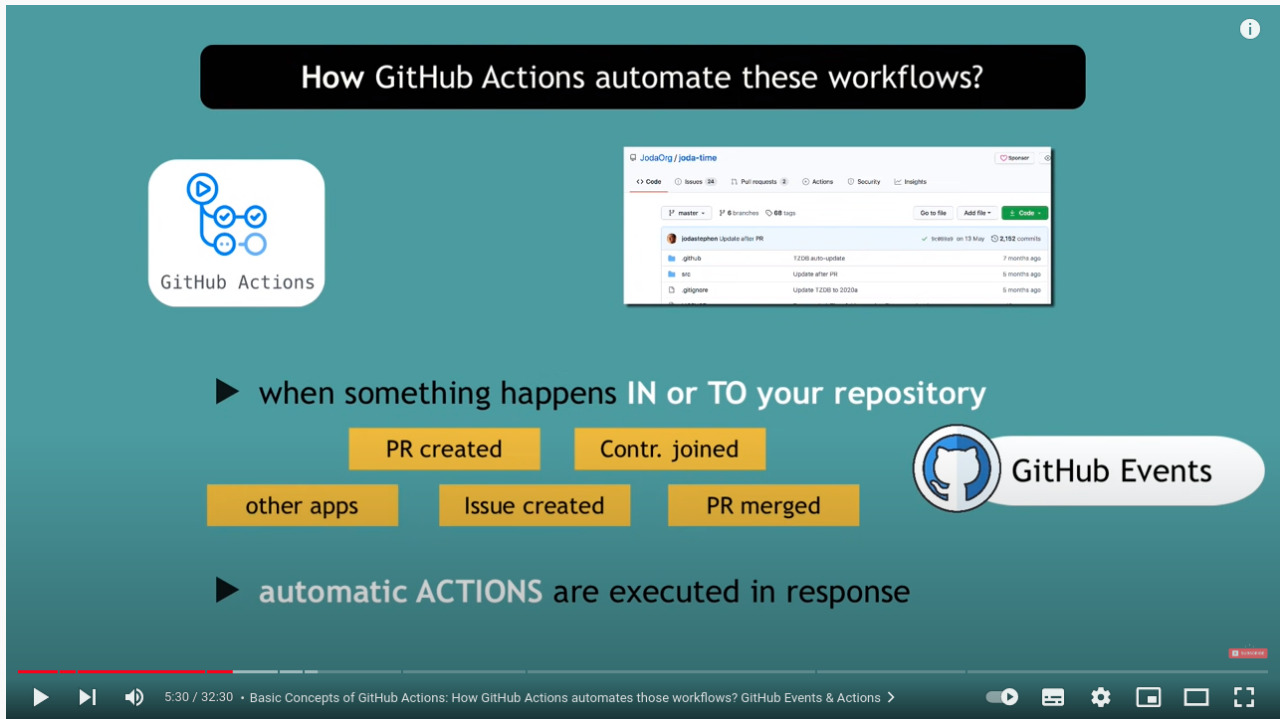 How GitHub Actions automate these workflows?
JodaOrg / joda-time
Sponsor
Code Issues 24 Pull requests 2 Actions Security Insights
master 6 branches 68 tags Go to file Add file Code
jodastephen Update after PR on 13 May 2,152 commits
.github TZDB auto-update 7 months ago
src Update after PR 5 months ago
.gitignore Update TZDB to 2020a 5 months ago
GitHub Actions
when something happens IN or TO your repository
PR created Contr. joined
GitHub Events
other apps Issue created PR merged
automatic ACTIONS are executed in response
SUBSCRIBE
5:30 / 32:30 • Basic Concepts of GitHub Actions: How GitHub Actions automates those workflows? GitHub Events & Actions